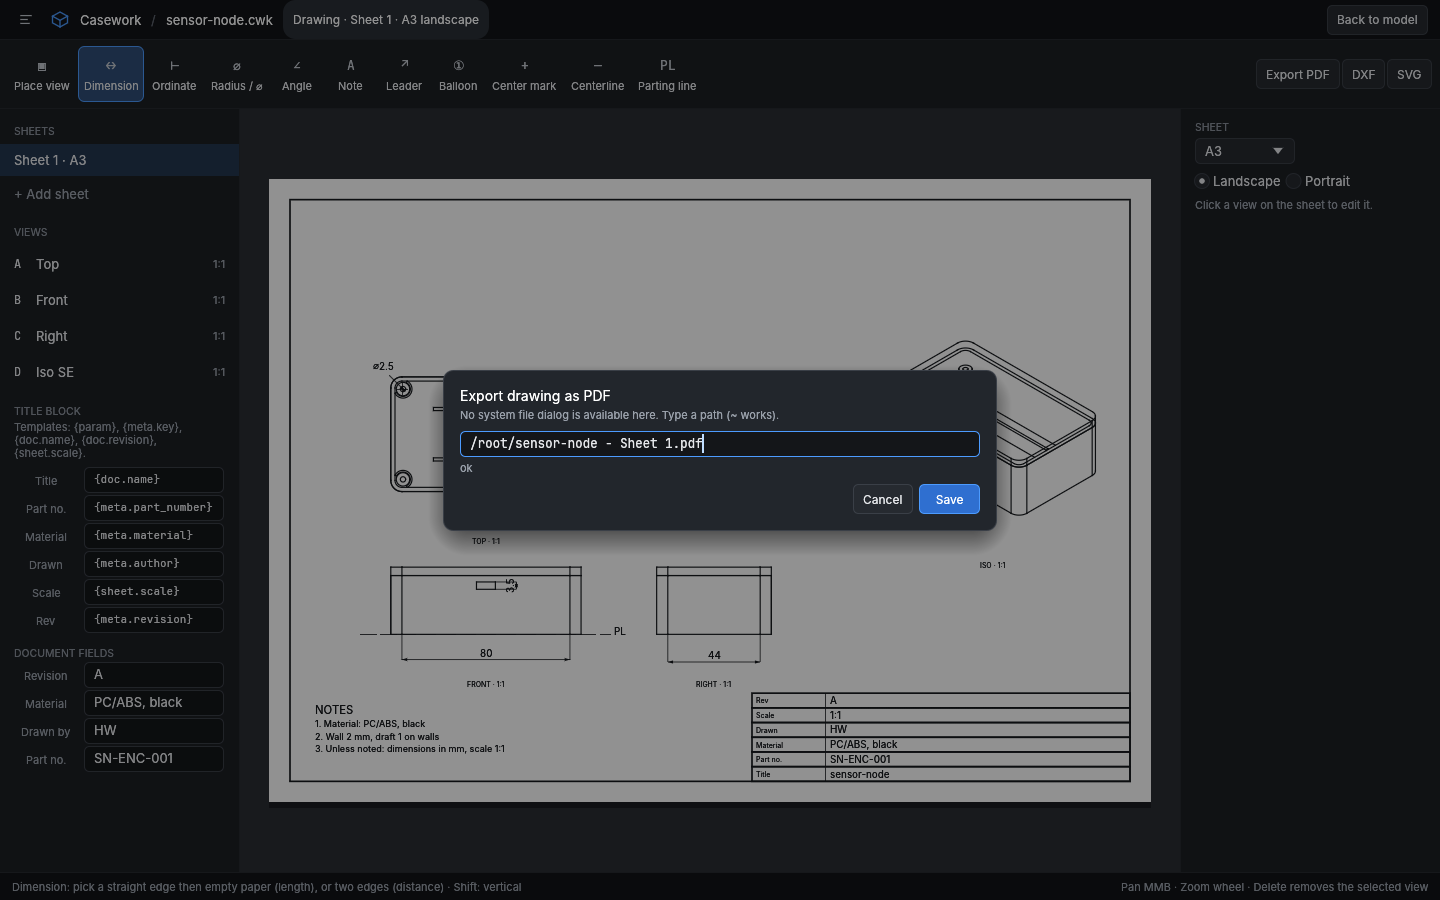 Casework / sensor-node.cwk Drawing · Sheet 1 · A3 landscape Back to model
Place view Dimension Ordinate Radius / ⌀ Angle Note Leader Balloon Center mark Centerline PL Parting line
Export PDF DXF SVG
SHEETS
Sheet 1 · A3
+ Add sheet
VIEWS
A Top 1:1
B Front 1:1
C Right 1:1
D Iso SE 1:1
TITLE BLOCK
Templates: {param}, {meta.key},
{doc.name}, {doc.revision},
{sheet.scale}.
Title {doc.name}
Part no. {meta.part_number}
Material {meta.material}
Drawn {meta.author}
Scale {sheet.scale}
Rev {meta.revision}
DOCUMENT FIELDS
Revision A
Material PC/ABS, black
Drawn by HW
Part no. SN-ENC-001
⌀2.5
Export drawing as PDF
No system file dialog is available here. Type a path (~ works).
/root/sensor-node - Sheet 1.pdf
ok
Cancel Save
TOP · 1:1
ISO · 1:1
3.5
PL
80
44
FRONT · 1:1
RIGHT · 1:1
NOTES
1. Material: PC/ABS, black
2. Wall 2 mm, draft 1 on walls
3. Unless noted: dimensions in mm, scale 1:1
Rev A
Scale 1:1
Drawn HW
Material PC/ABS, black
Part no. SN-ENC-001
Title sensor-node
SHEET
A3
Landscape Portrait
Click a view on the sheet to edit it.
Dimension: pick a straight edge then empty paper (length), or two edges (distance) · Shift: vertical
Pan MMB · Zoom wheel · Delete removes the selected view